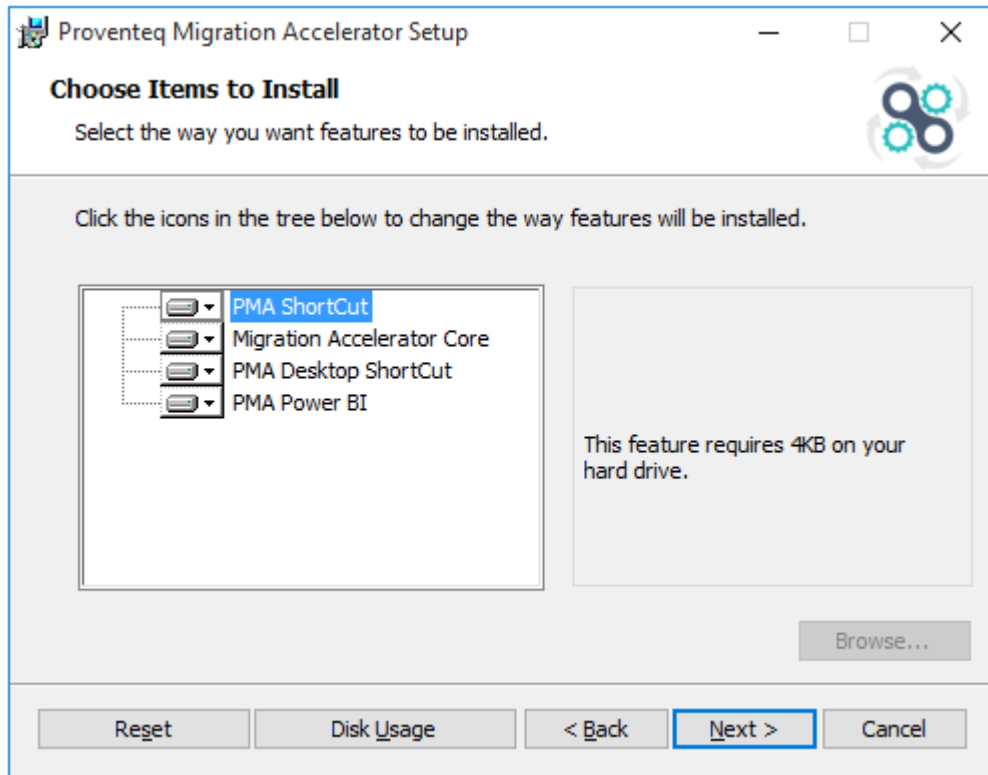 Proventeq Migration Accelerator Setup
Choose Items to Install
Select the way you want features to be installed.
Click the icons in the tree below to change the way features will be installed.
PMA ShortCut
Migration Accelerator Core
PMA Desktop ShortCut
PMA Power BI
This feature requires 4KB on your
hard drive.
Browse...
Reset
Disk Usage
< Back
Next >
Cancel